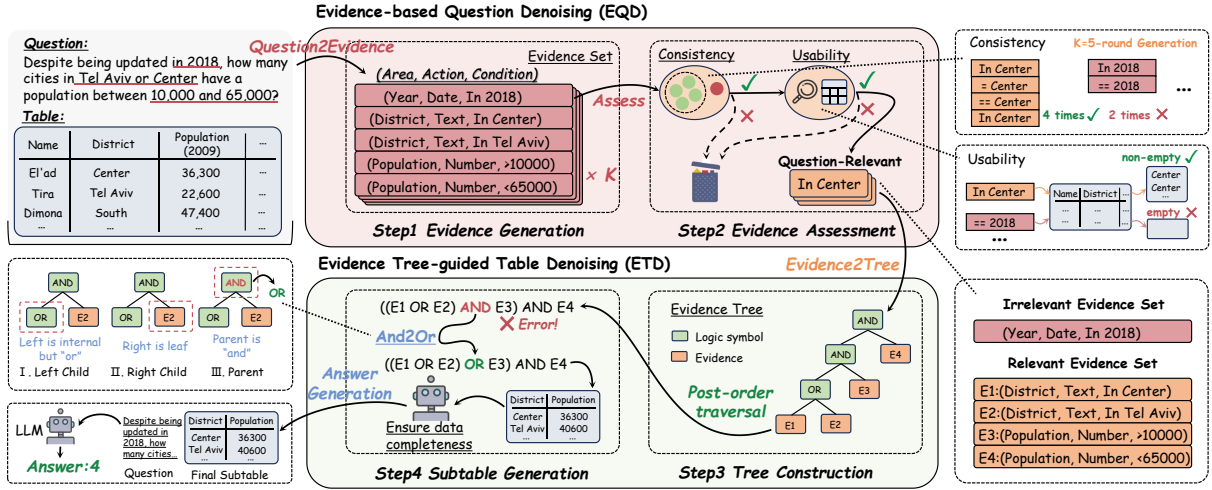 Evidence-based Question Denoising (EQD)
Question:
Despite being updated in 2018, how many
cities in Tel Aviv or Center have a
population between 10,000 and 65,000?
Table:
Name District Population (2009) ...
El'ad Center 36,300 ...
Tira Tel Aviv 22,600 ...
Dimona South 47,400 ...
... ... ... ...
Question2Evidence
Evidence Set
(Area, Action, Condition)
(Year, Date, In 2018)
(District, Text, In Center)
(District, Text, In Tel Aviv)
(Population, Number, >10000)
(Population, Number, <65000)
× K
Step1 Evidence Generation
Assess
Consistency
Usability
Question-Relevant
In Center
Step2 Evidence Assessment
Consistency
K=5-round Generation
In Center
= Center
== Center
In Center
In 2018
== 2018
...
4 times
2 times
Usability
non-empty
In Center
== 2018
...
Name District ...
... ... ...
... ...
Center
Center
...
empty
Evidence Tree-guided Table Denoising (ETD)
Evidence2Tree
AND
OR
E2
Left is internal
but "or"
I. Left Child
AND
OR
E2
Right is leaf
II. Right Child
AND
OR
OR
E2
Parent is
"and"
III. Parent
((E1 OR E2) AND E3) AND E4
Error!
And2Or
((E1 OR E2) OR E3) AND E4
Answer
Generation
Ensure data
completeness
District Population
Center 36300
Tel Aviv 40600
...
Step4 Subtable Generation
Evidence Tree
Logic symbol
Evidence
AND
AND
E4
OR
E3
E1
E2
Post-order
traversal
Step3 Tree Construction
Irrelevant Evidence Set
(Year, Date, In 2018)
Relevant Evidence Set
E1:(District, Text, In Center)
E2:(District, Text, In Tel Aviv)
E3:(Population, Number, >10000)
E4:(Population, Number, <65000)
LLM
Answer:4
Despite being
updated in
2018, how
many cities...
Question
District Population
Center 36300
Tel Aviv 40600
... ...
Final Subtable